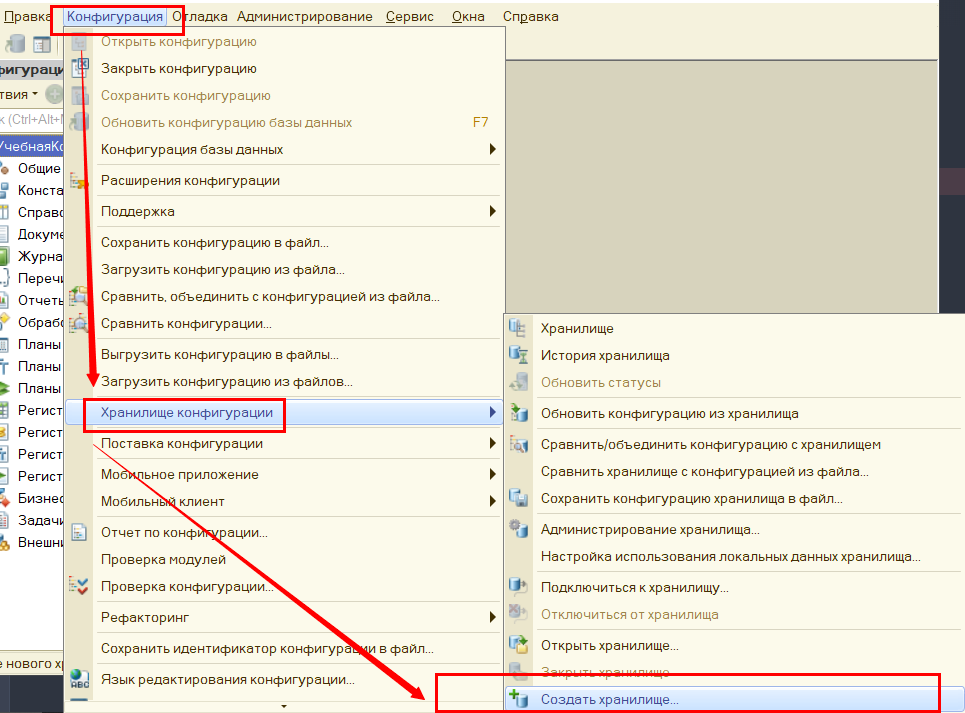 Правка Конфигурация Отладка Администрирование Сервис Окна Справка
Открыть конфигурацию
Закрыть конфигурацию
Сохранить конфигурацию
Обновить конфигурацию базы данных F7
Конфигурация базы данных
Расширения конфигурации
Поддержка
Сохранить конфигурацию в файл...
Загрузить конфигурацию из файла...
Сравнить, объединить с конфигурацией из файла...
Сравнить конфигурации...
Выгрузить конфигурацию в файлы...
Загрузить конфигурацию из файлов...
Хранилище конфигурации
Поставка конфигурации
Мобильное приложение
Мобильный клиент
Отчет по конфигурации...
Проверка модулей
Проверка конфигурации...
Рефакторинг
Сохранить идентификатор конфигурации в файл...
Язык редактирования конфигурации...
фигураци
твия
к (Ctrl+Alt+
УчебнаяКо
Общие
Конста
Справо
Докуме
Журна
Перечи
Отчеть
Обрабо
Планы
Планы
Планы
Регист
Регист
Регист
Регист
Бизнес
Задачи
Внешни
е нового х
Хранилище
История хранилища
Обновить статусы
Обновить конфигурацию из хранилища
Сравнить/объединить конфигурацию с хранилищем
Сравнить хранилище с конфигурацией из файла...
Сохранить конфигурацию хранилища в файл...
Администрирование хранилища...
Настройка использования локальных данных хранилища...
Подключиться к хранилищу...
Отключиться от хранилища
Открыть хранилище...
Закрыть хранилище
Создать хранилище...